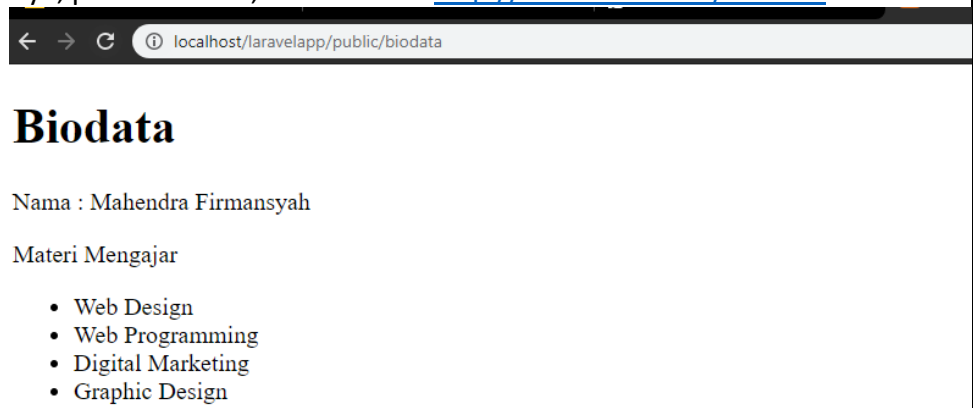 localhost/laravelapp/public/biodata
Biodata
Nama : Mahendra Firmansyah
Materi Mengajar
Web Design
Web Programming
Digital Marketing
Graphic Design